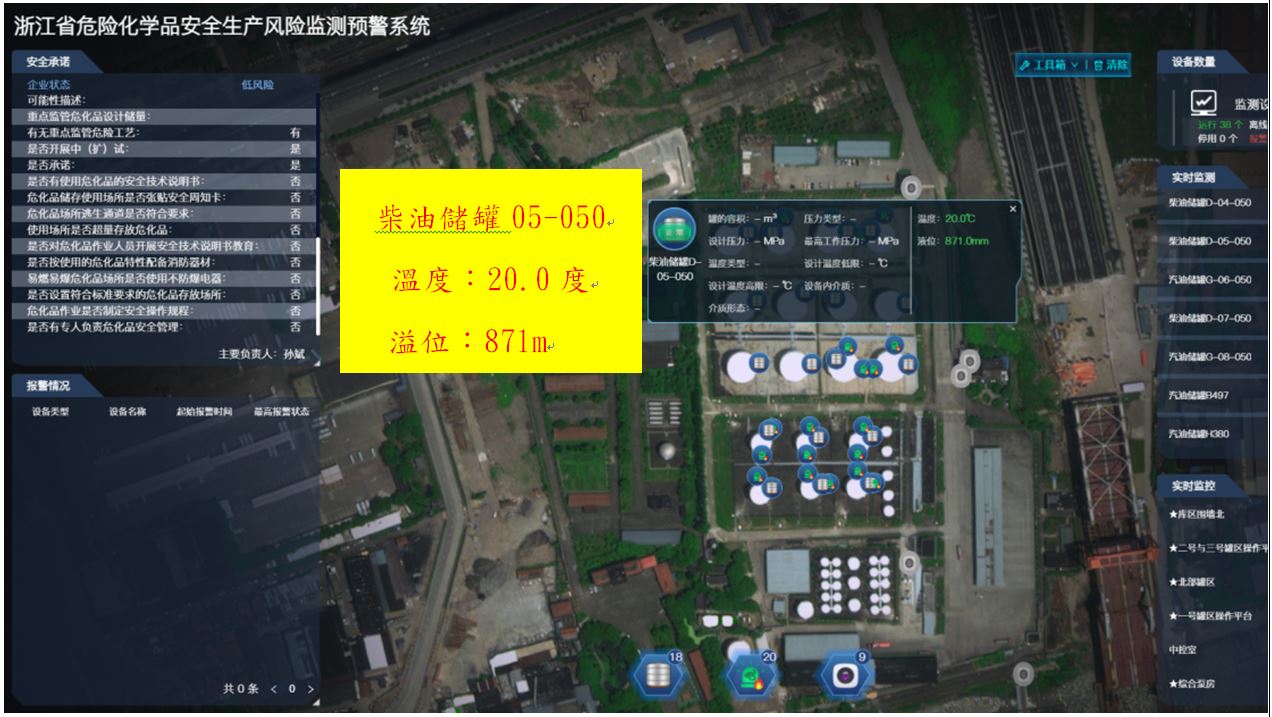 浙江省危险化学品安全生产风险监测预警系统
安全承诺
企业状态 低风险
可能性描述:
重点监管危化品设计储量:
有无重点监管危险工艺: 有
是否开展中（扩）试: 是
是否承诺: 是
是否有使用危化品的安全技术说明书: 否
危化品储存使用场所是否张贴安全周知卡: 否
危化品场所逃生通道是否符合要求: 否
使用场所是否超量存放危化品: 否
是否对危化品作业人员开展安全技术说明书教育: 否
是否按使用的危化品特性配备消防器材: 否
易燃易爆危化品场所是否使用不防爆电器: 否
是否设置符合标准要求的危化品存放场所: 否
危化品作业是否制定安全操作规程: 否
是否有专人负责危化品安全管理: 否
主要负责人: 孙斌
报警情况
设备类型 设备名称 起始报警时间 最高报警状态
共 0 条 < 0 >
柴油储罐 05-050
溫度：20.0 度
溢位：871m
工具箱 | 清除
正常
柴油储罐D-05-050
罐的容积: – m³ 压力类型: –
设计压力: – MPa 最高工作压力: – MPa
温度类型: – 设计温度低限: – ℃
设计温度高限: – ℃ 设备内介质: –
介质形态: –
温度: 20.0℃
液位: 871.0mm
×
18
20
9
设备数量
监测设
运行 38 个 离线
停用 0 个 报警
实时监测
柴油储罐D-04-050
柴油储罐D-05-050
汽油储罐G-06-050
柴油储罐D-07-050
汽油储罐G-08-050
汽油储罐B497
汽油储罐H380
实时监控
★库区围墙北
★二号与三号罐区操作平
★北部罐区
★一号罐区操作平台
中控室
★综合泵房